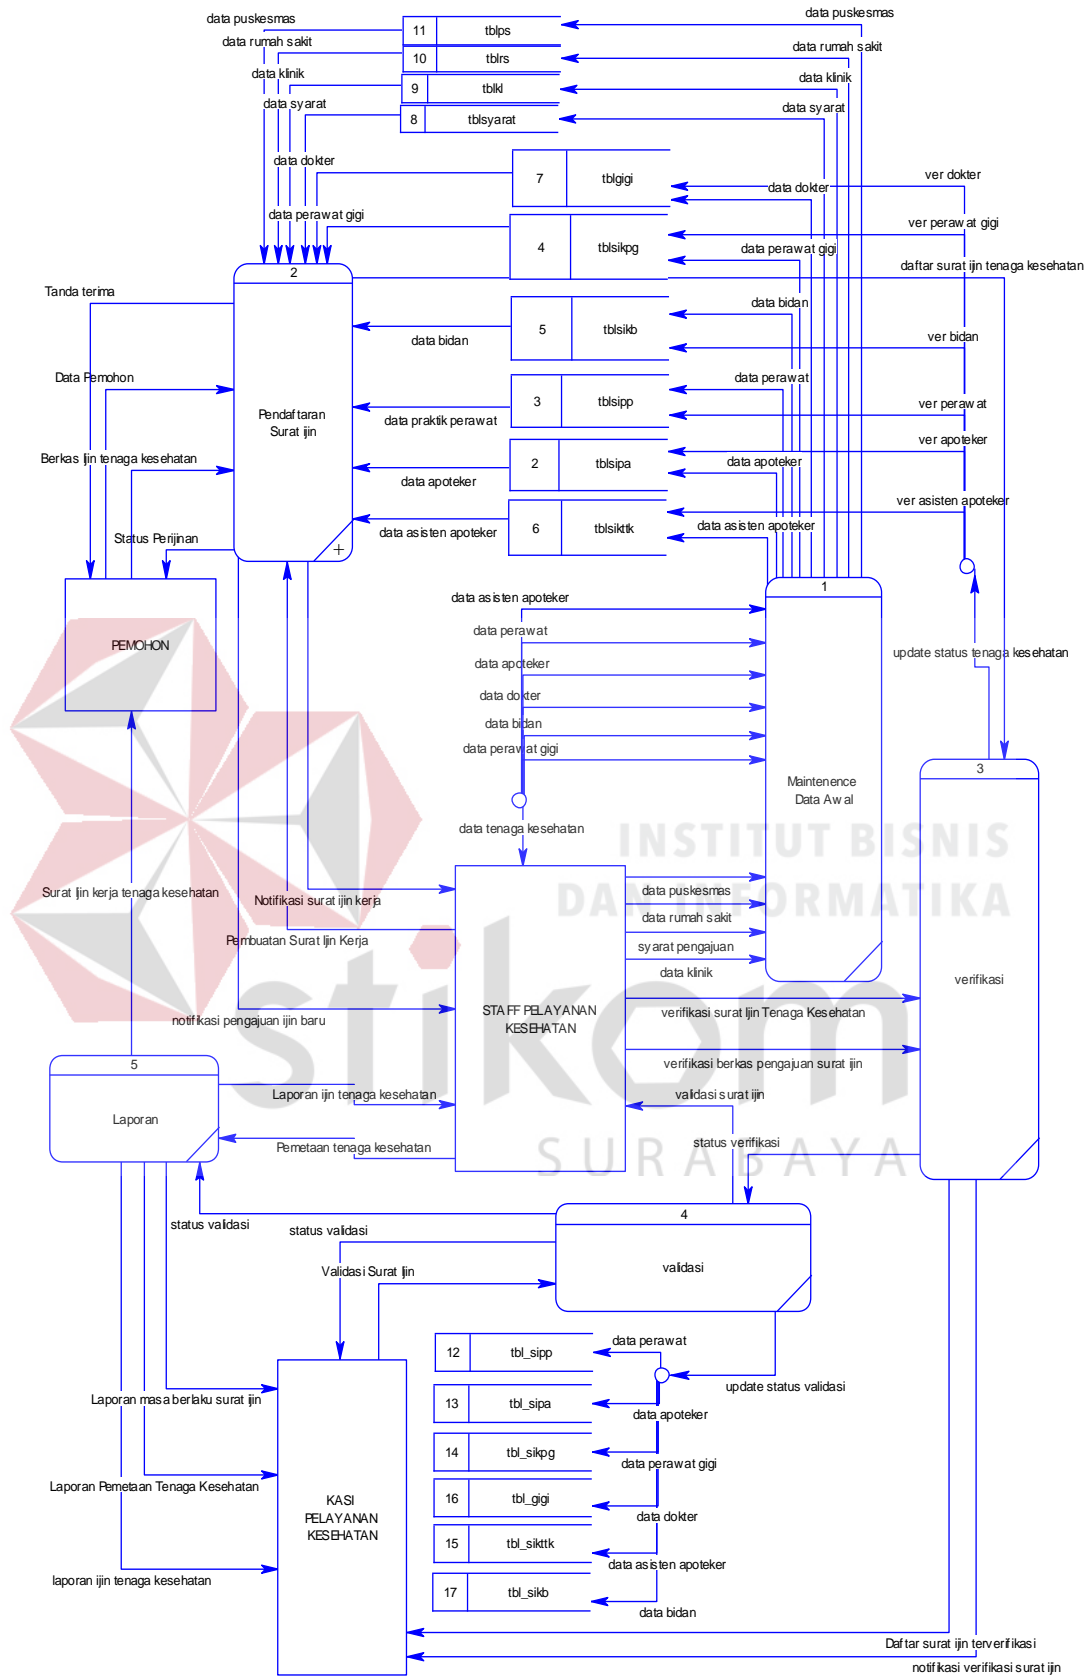 data puskesmas
11 tblps
data puskesmas
data rumah sakit
10 tblrs
data rumah sakit
data klinik
9 tblkl
data klinik
data syarat
8 tblsyarat
data syarat
data dokter
7 tblgigi
data dokter
ver dokter
data perawat gigi
4 tblsikpg
data perawat gigi
ver perawat gigi
daftar surat ijin tenaga kesehatan
2
Pendaftaran
Surat ijin
+
Tanda terima
Data Pemohon
Berkas Ijin tenaga kesehatan
Status Perijinan
data bidan
5 tblsikb
data bidan
ver bidan
data praktik perawat
3 tblsipp
data perawat
ver perawat
data apoteker
2 tblsipa
data apoteker
ver apoteker
data asisten apoteker
6 tblsikttk
data asisten apoteker
ver asisten apoteker
PEMOHON
1
Maintenence
Data Awal
data asisten apoteker
data perawat
data apoteker
data dokter
data bidan
data perawat gigi
data tenaga kesehatan
update status tenaga kesehatan
3
verifikasi
INSTITUT BISNIS
DAN INFORMATIKA
stikom
SURABAYA
Surat Ijin kerja tenaga kesehatan
Notifikasi surat ijin kerja
Pembuatan Surat Ijin Kerja
notifikasi pengajuan ijin baru
STAFF PELAYANAN
KESEHATAN
data puskesmas
data rumah sakit
syarat pengajuan
data klinik
verifikasi surat Ijin Tenaga Kesehatan
verifikasi berkas pengajuan surat ijin
validasi surat ijin
status verifikasi
5
Laporan
Laporan ijin tenaga kesehatan
Pemetaan tenaga kesehatan
status validasi
status validasi
Validasi Surat Ijin
4
validasi
update status validasi
12 tbl_sipp
data perawat
13 tbl_sipa
data apoteker
14 tbl_sikpg
data perawat gigi
16 tbl_gigi
data dokter
15 tbl_sikttk
data asisten apoteker
17 tbl_sikb
data bidan
Laporan masa berlaku surat ijin
Laporan Pemetaan Tenaga Kesehatan
laporan ijin tenaga kesehatan
KASI
PELAYANAN
KESEHATAN
Daftar surat ijin terverifikasi
notifikasi verifikasi surat ijin